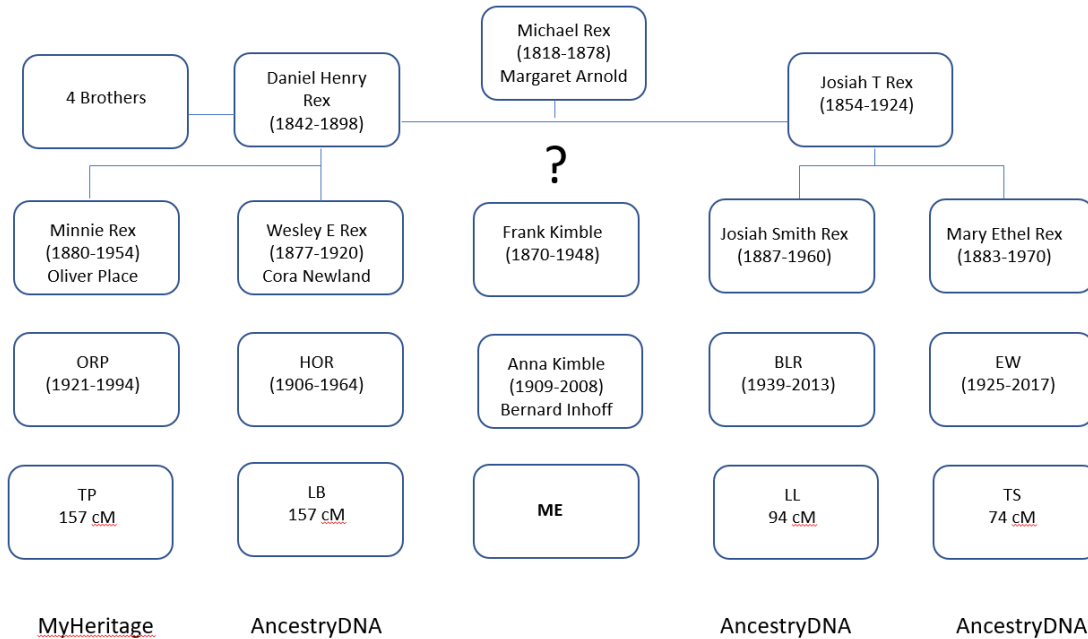 Michael Rex
(1818-1878)
Margaret Arnold
4 Brothers
Daniel Henry
Rex
(1842-1898)
Josiah T Rex
(1854-1924)
?
Minnie Rex
(1880-1954)
Oliver Place
Wesley E Rex
(1877-1920)
Cora Newland
Frank Kimble
(1870-1948)
Josiah Smith Rex
(1887-1960)
Mary Ethel Rex
(1883-1970)
ORP
(1921-1994)
HOR
(1906-1964)
Anna Kimble
(1909-2008)
Bernard Inhoff
BLR
(1939-2013)
EW
(1925-2017)
TP
157 cM
LB
157 cM
ME
LL
94 cM
TS
74 cM
MyHeritage
AncestryDNA
AncestryDNA
AncestryDNA